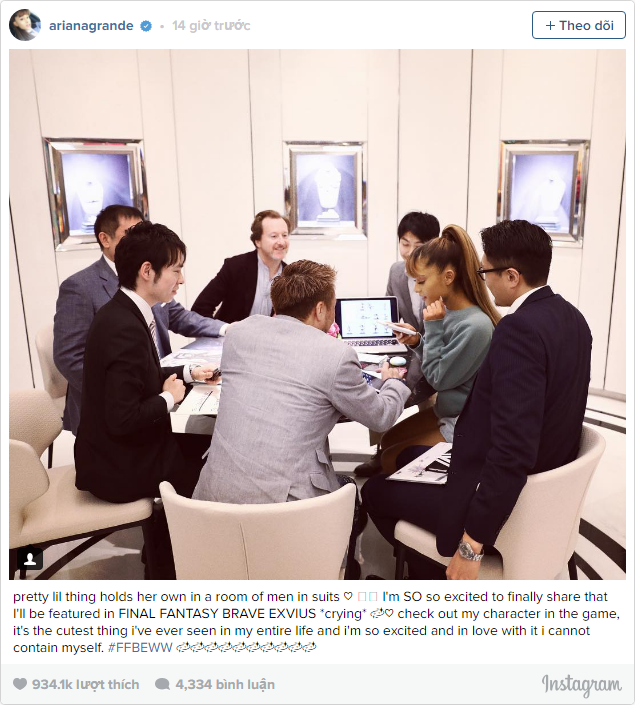 arianagrande • 14 giờ trước
+ Theo dõi
pretty lil thing holds her own in a room of men in suits ♡ I'm SO so excited to finally share that
I'll be featured in FINAL FANTASY BRAVE EXVIUS *crying* ♡ check out my character in the game,
it's the cutest thing i've ever seen in my entire life and i'm so excited and in love with it i cannot
contain myself. #FFBEWW
934.1k lượt thích 4,334 bình luận
Instagram